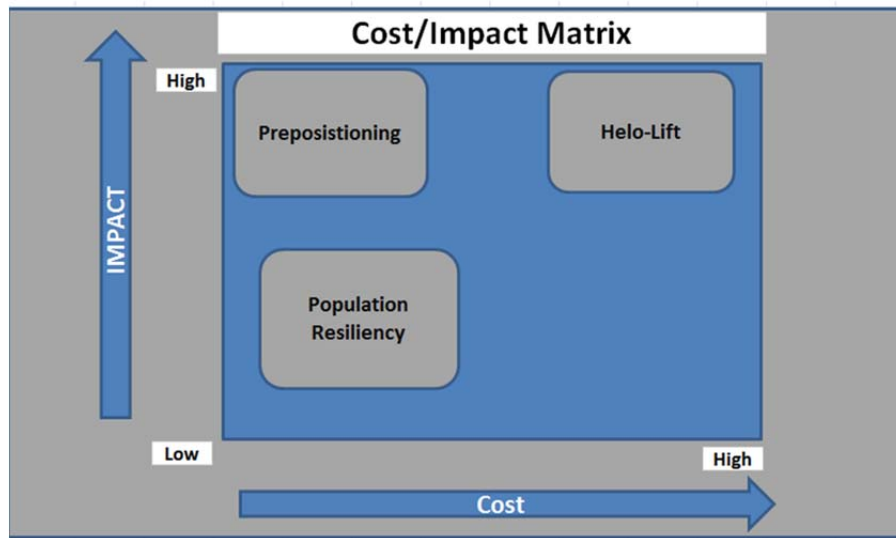 Cost/Impact Matrix
High
Preposistioning
Helo-Lift
IMPACT
Population
Resiliency
Low
High
Cost